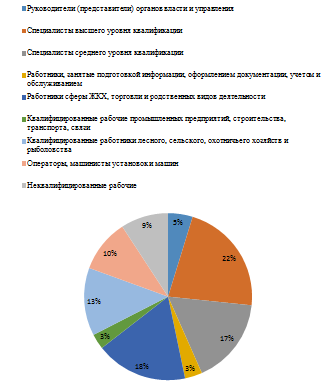 Руководители (представители) органов власти и управления
Специалисты высшего уровня квалификации
Специалисты среднего уровня квалификации
Работники, занятые подготовкой информации, оформлением документации, учетом и
обслуживанием
Работники сферы ЖКХ, торговли и родственных видов деятельности
Квалифицированные рабочие промышленных предприятий, строительства,
транспорта, связи
Квалифицированные работники лесного, сельского, охотничьего хозяйств и
рыболовства
Операторы, машинисты установок и машин
Неквалифицированные рабочие
9%
5%
10%
22%
13%
17%
3%
18%
3%